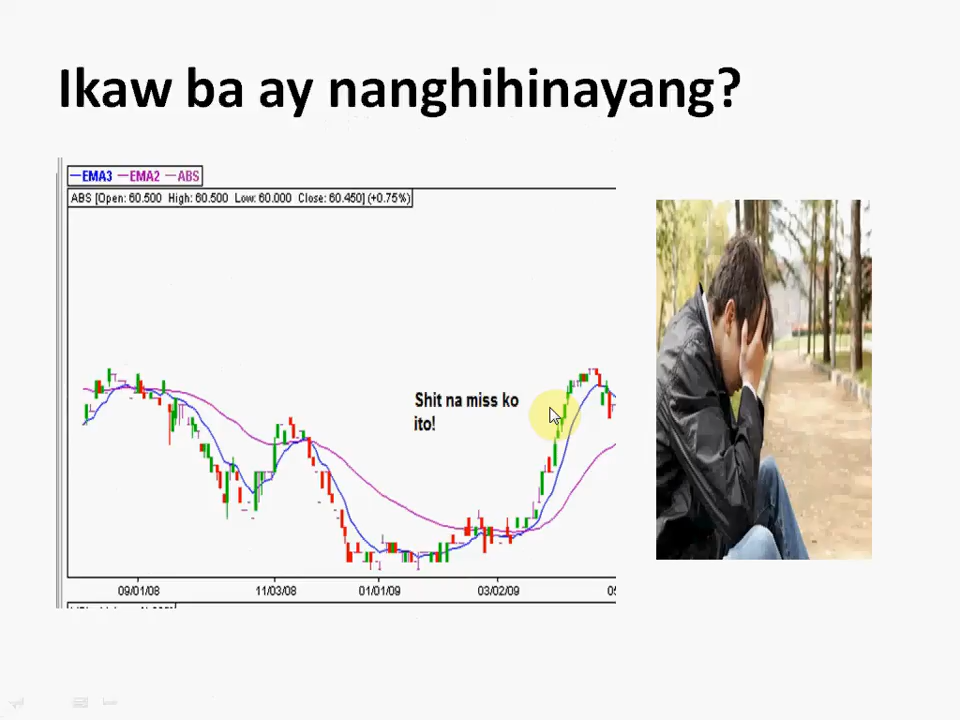 Ikaw ba ay nanghihinayang?
EMA3 EMA2 ABS
ABS [Open: 60.500 High: 60.500 Low: 60.000 Close: 60.450] (+0.75%)
Shit na miss ko
ito!
09/01/08 11/03/08 01/01/09 03/02/09